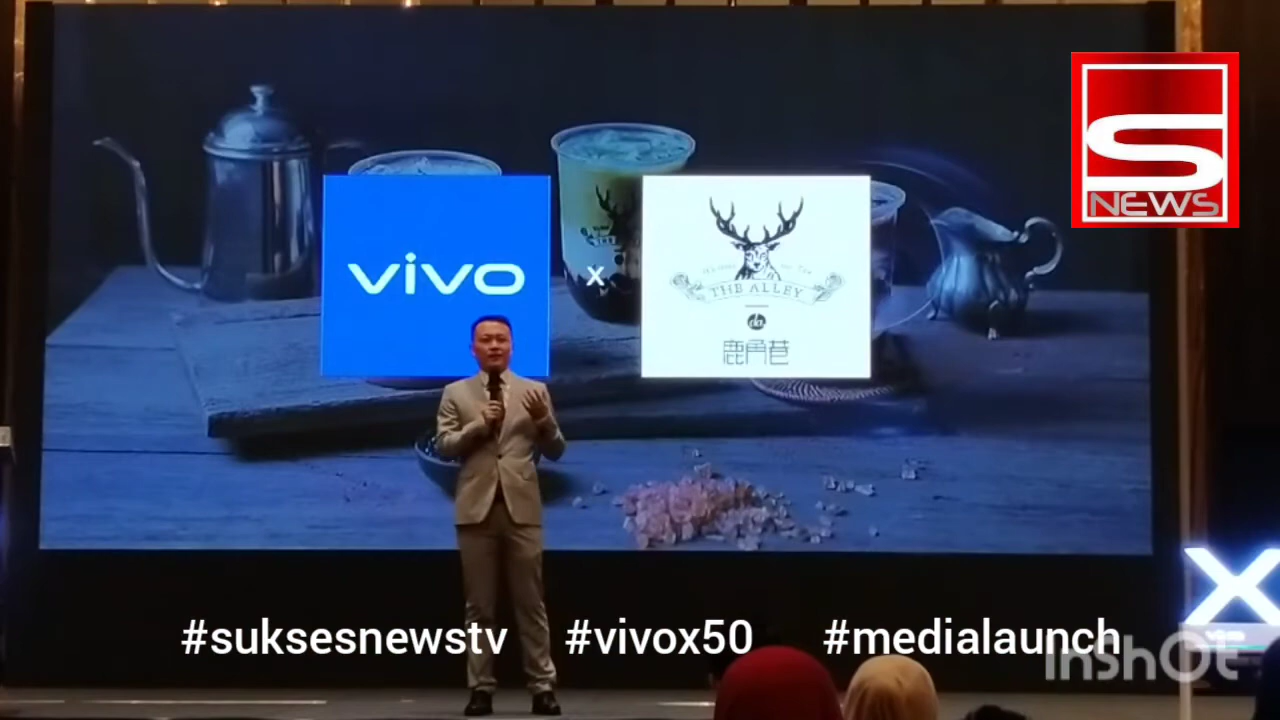 S
NEWS
vivo
x
THE ALLEY
鹿角巷
X
#suksesnewstv #vivox50 #medialaunch
InShOt